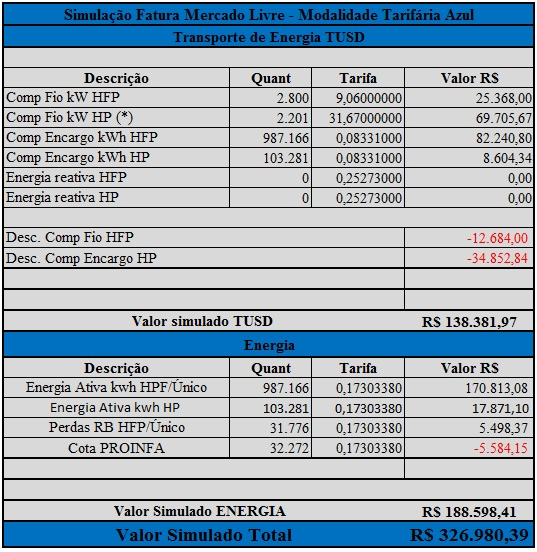 Simulação Fatura Mercado Livre - Modalidade Tarifária Azul
Transporte de Energia TUSD
Descrição Quant Tarifa Valor R$
Comp Fio kW HFP 2.800 9,06000000 25.368,00
Comp Fio kW HP (*) 2.201 31,67000000 69.705,67
Comp Encargo kWh HFP 987.166 0,08331000 82.240,80
Comp Encargo kWh HP 103.281 0,08331000 8.604,34
Energia reativa HFP 0 0,25273000 0,00
Energia reativa HP 0 0,25273000 0,00
Desc. Comp Fio HFP -12.684,00
Desc. Comp Encargo HP -34.852,84
Valor simulado TUSD R$ 138.381,97
Energia
Descrição Quant Tarifa Valor R$
Energia Ativa kwh HPF/Único 987.166 0,17303380 170.813,08
Energia Ativa kwh HP 103.281 0,17303380 17.871,10
Perdas RB HFP/Único 31.776 0,17303380 5.498,37
Cota PROINFA 32.272 0,17303380 -5.584,15
Valor Simulado ENERGIA R$ 188.598,41
Valor Simulado Total R$ 326.980,39